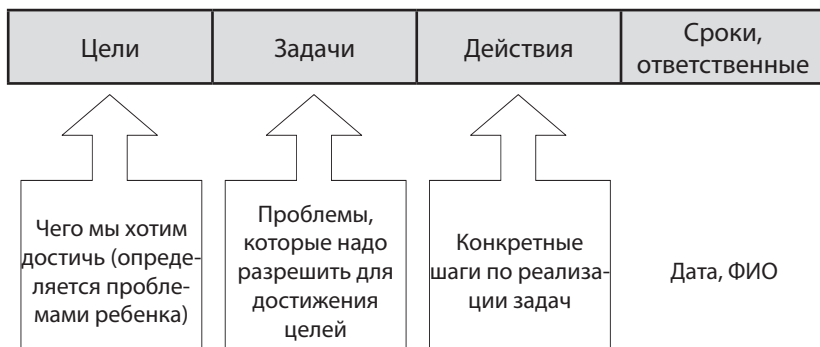 Цели
Задачи
Действия
Сроки,
ответственные
Чего мы хотим
достичь (опреде-
ляется пробле-
мами ребенка)
Проблемы,
которые надо
разрешить для
достижения
целей
Конкретные
шаги по реализа-
ции задач
Дата, ФИО